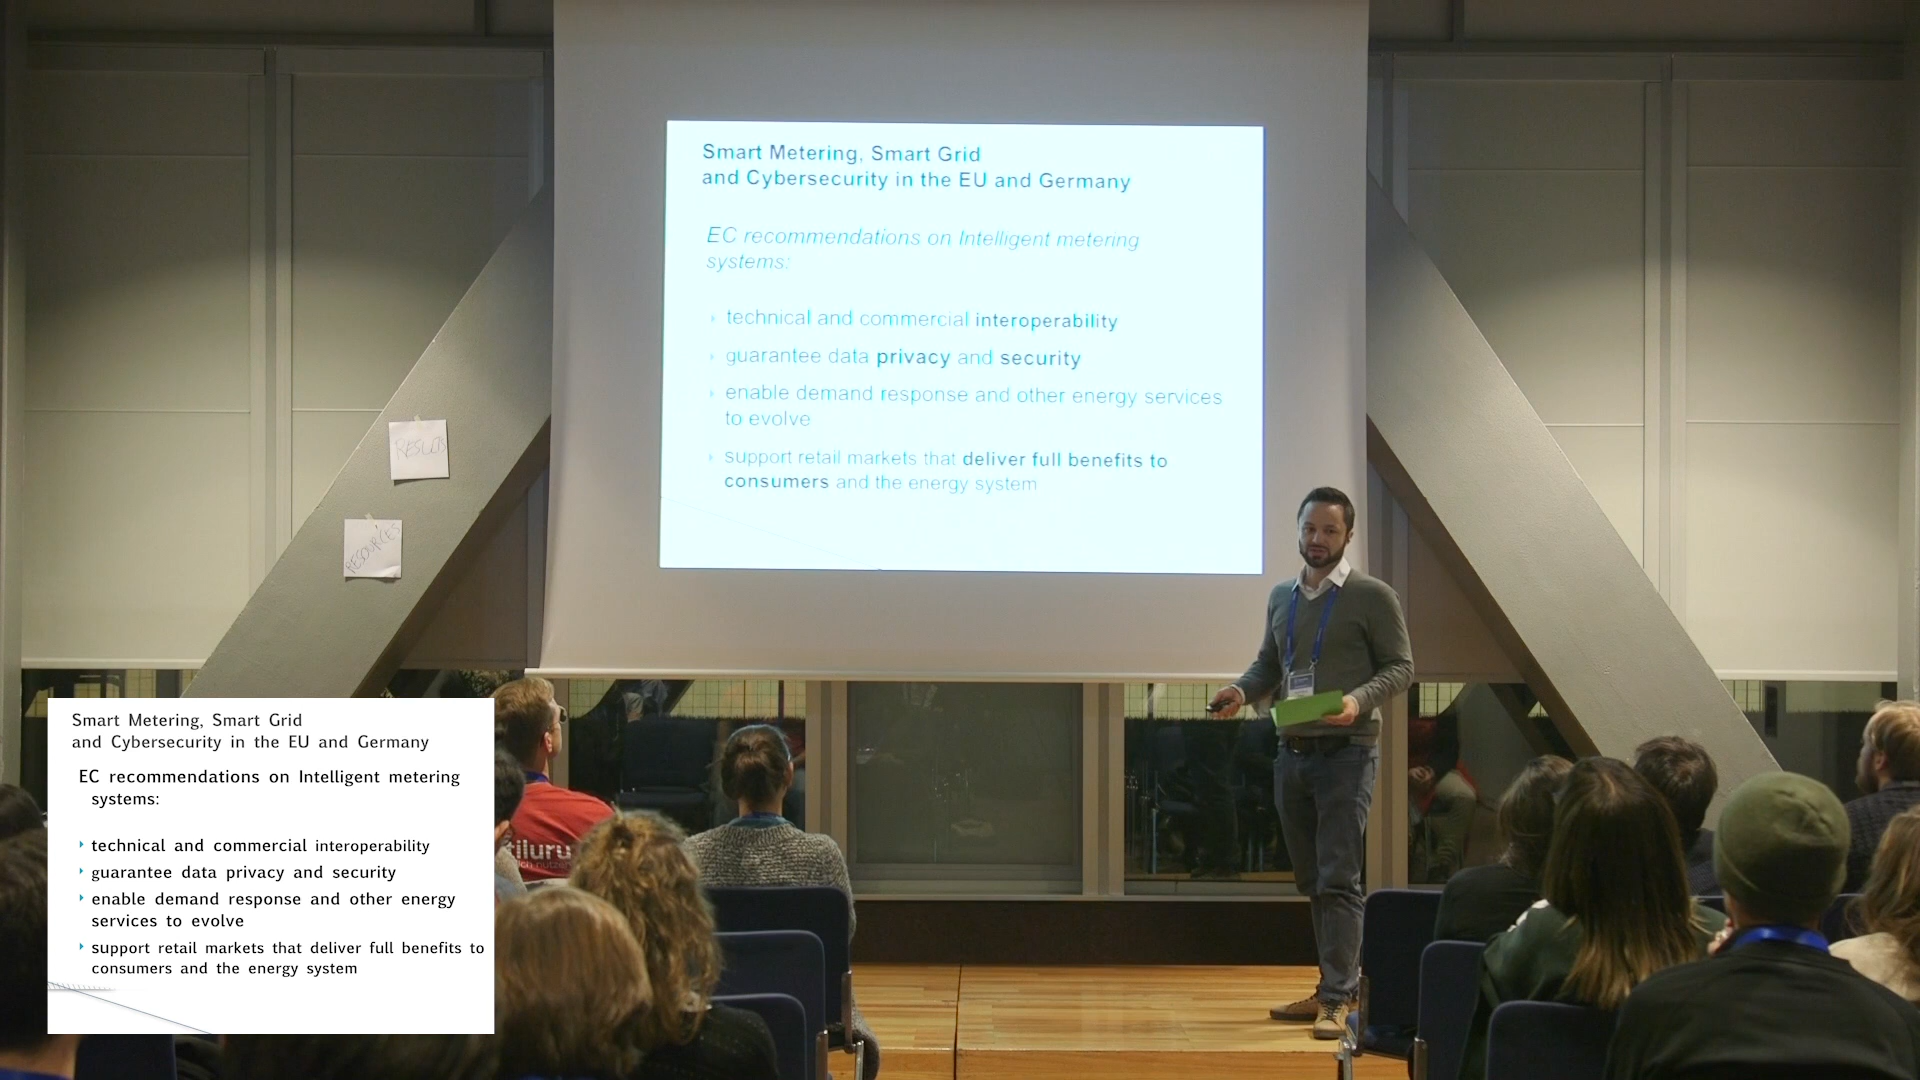 Smart Metering, Smart Grid
and Cybersecurity in the EU and Germany
EC recommendations on Intelligent metering
systems:
technical and commercial interoperability
guarantee data privacy and security
enable demand response and other energy services
to evolve
support retail markets that deliver full benefits to
consumers and the energy system
RESOURCES
Smart Metering, Smart Grid
and Cybersecurity in the EU and Germany
EC recommendations on Intelligent metering
systems:
technical and commercial interoperability
guarantee data privacy and security
enable demand response and other energy
services to evolve
support retail markets that deliver full benefits to
consumers and the energy system